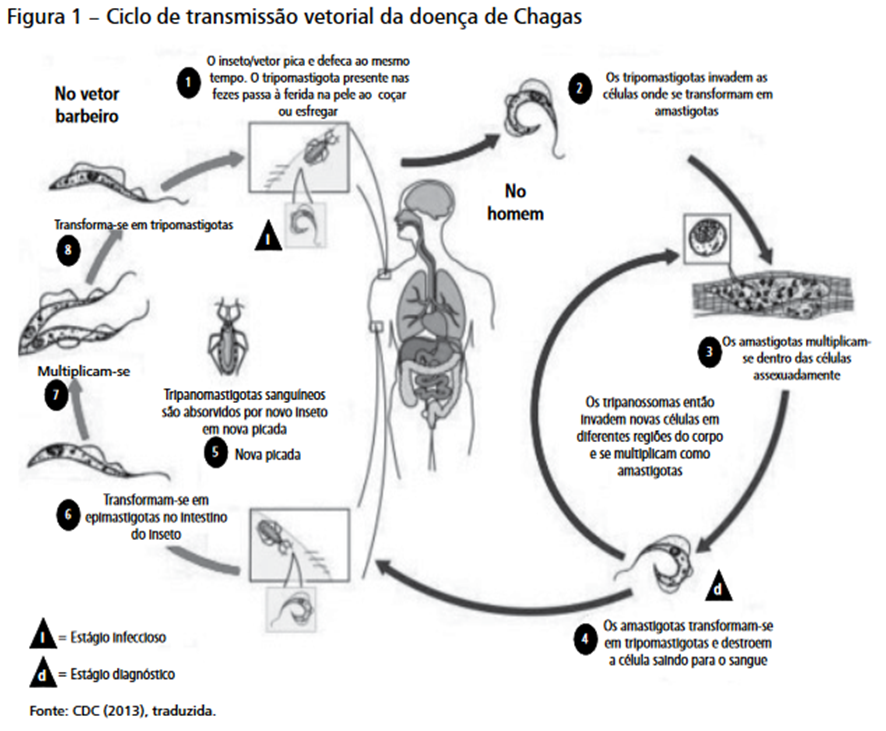 Figura 1 – Ciclo de transmissão vetorial da doença de Chagas
No vetor
barbeiro
1
O inseto/vetor pica e defeca ao mesmo
tempo. O tripomastigota presente nas
fezes passa à ferida na pele ao coçar
ou esfregar
2
Os tripomastigotas invadem as
células onde se transformam em
amastigotas
No
homem
I
Transforma-se em tripomastigotas
8
3
Os amastigotas multiplicam-
se dentro das células
assexuadamente
Multiplicam-se
7
Tripanomastigotas sanguíneos
são absorvidos por novo inseto
em nova picada
5
Nova picada
Os tripanossomas então
invadem novas células em
diferentes regiões do corpo
e se multiplicam como
amastigotas
6
Transformam-se em
epimastigotas no intestino
do inseto
d
4
Os amastigotas transformam-se
em tripomastigotas e destroem
a célula saindo para o sangue
I = Estágio infeccioso
d = Estágio diagnóstico
Fonte: CDC (2013), traduzida.